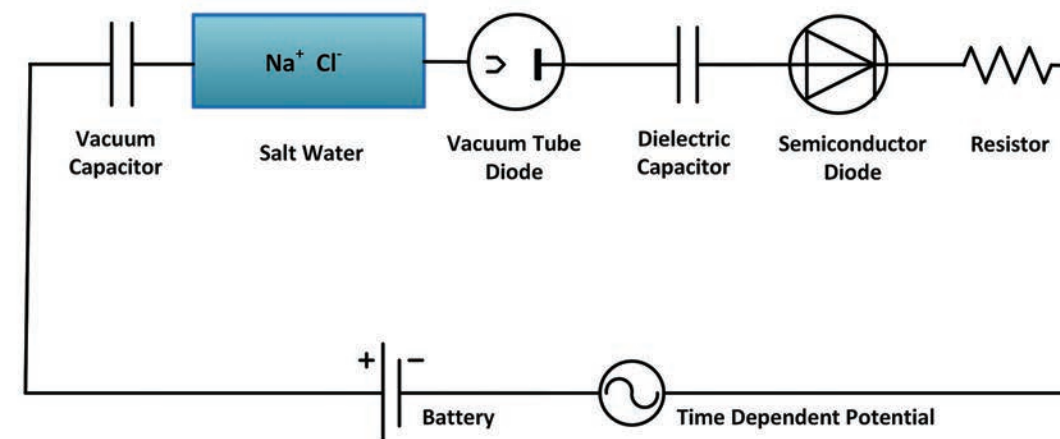 Na⁺ Cl⁻
Vacuum
Capacitor
Salt Water
Vacuum Tube
Diode
Dielectric
Capacitor
Semiconductor
Diode
Resistor
+ −
Battery
Time Dependent Potential